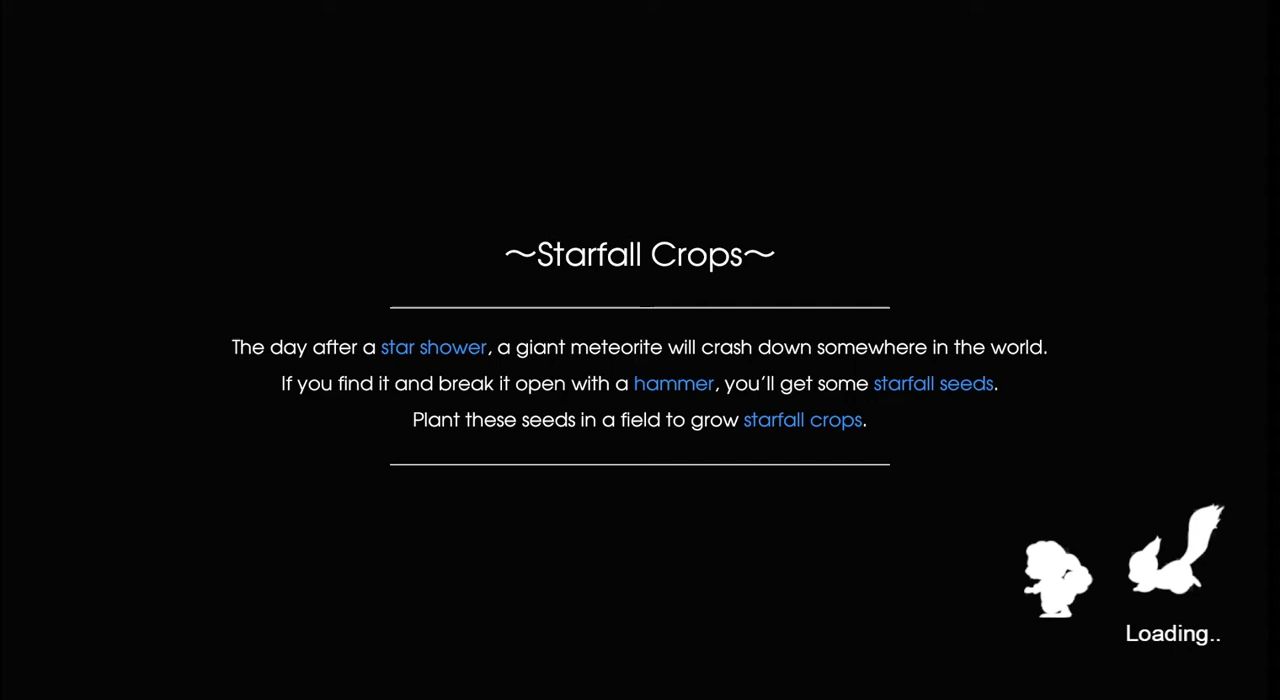 ～Starfall Crops～
The day after a star shower, a giant meteorite will crash down somewhere in the world.
If you find it and break it open with a hammer, you’ll get some starfall seeds.
Plant these seeds in a field to grow starfall crops.
Loading..